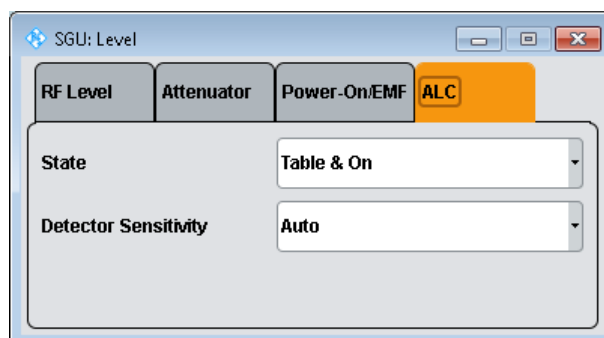 SGU: Level
RF Level Attenuator Power-On/EMF ALC
State Table & On
Detector Sensitivity Auto